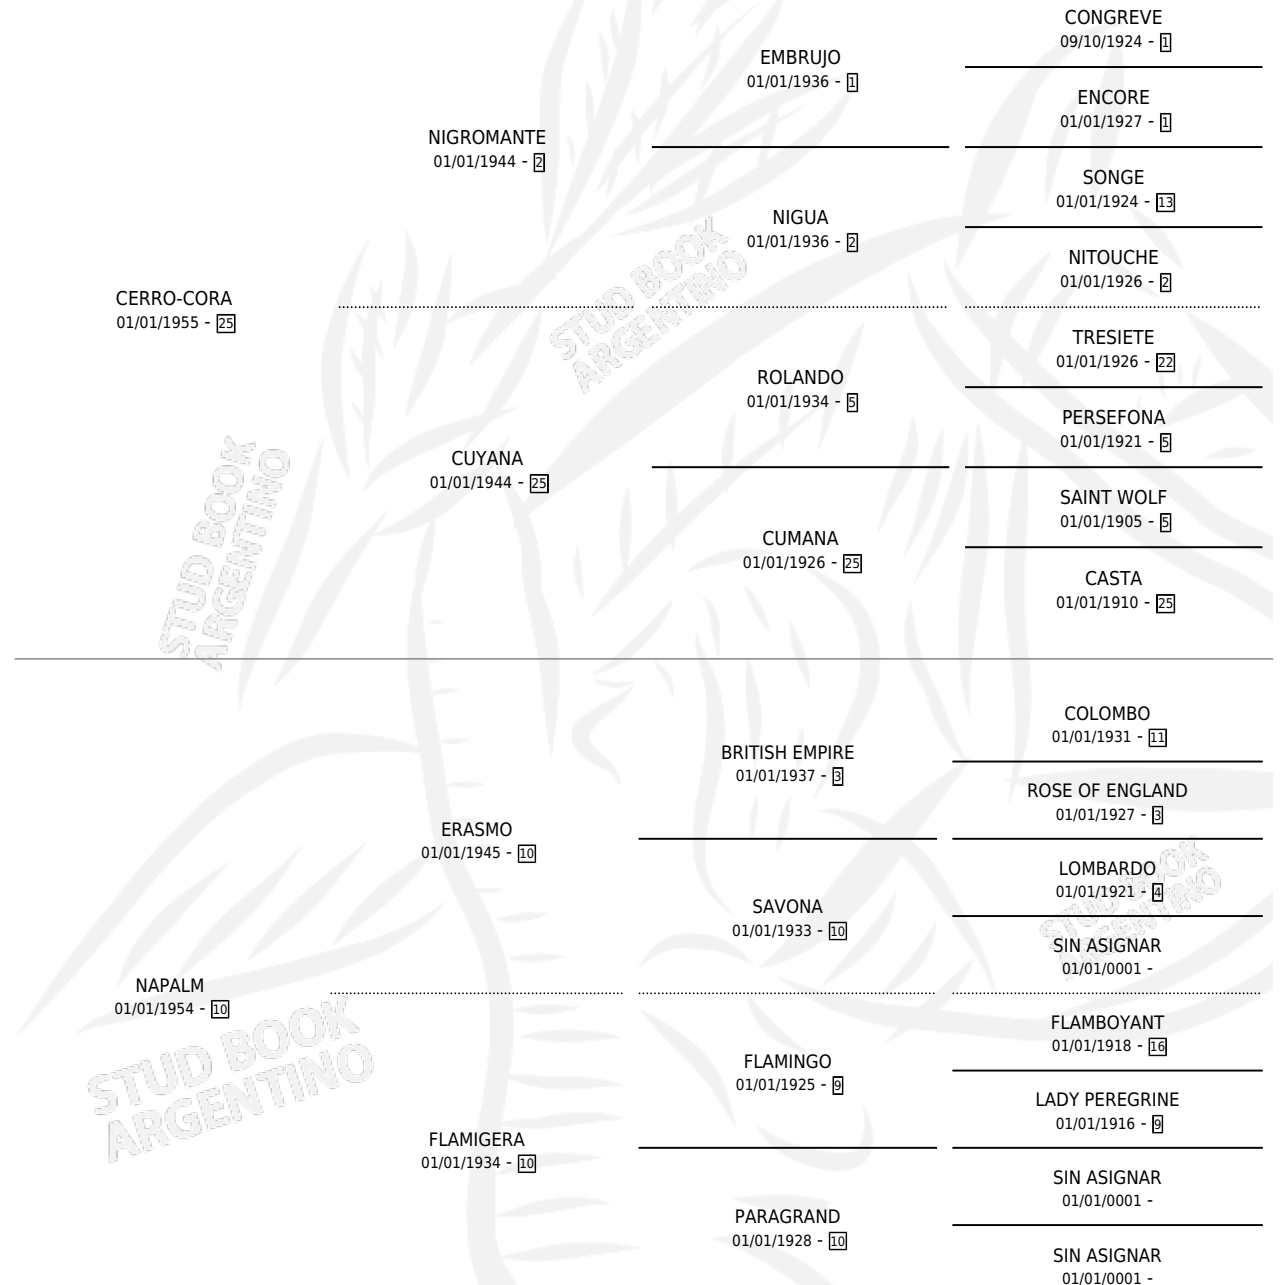 CONGREVE
09/10/1924 - 1
EMBRUJO
01/01/1936 - 1
ENCORE
01/01/1927 - 1
NIGROMANTE
01/01/1944 - 2
SONGE
01/01/1924 - 13
NIGUA
01/01/1936 - 2
NITOUCHE
01/01/1926 - 2
CERRO-CORA
01/01/1955 - 25
TRESIETE
01/01/1926 - 22
ROLANDO
01/01/1934 - 5
PERSEFONA
01/01/1921 - 5
CUYANA
01/01/1944 - 25
SAINT WOLF
01/01/1905 - 5
CUMANA
01/01/1926 - 25
CASTA
01/01/1910 - 25
COLOMBO
01/01/1931 - 11
BRITISH EMPIRE
01/01/1937 - 3
ROSE OF ENGLAND
01/01/1927 - 3
ERASMO
01/01/1945 - 10
LOMBARDO
01/01/1921 - 4
SAVONA
01/01/1933 - 10
SIN ASIGNAR
01/01/0001 -
NAPALM
01/01/1954 - 10
FLAMBOYANT
01/01/1918 - 16
FLAMINGO
01/01/1925 - 9
LADY PEREGRINE
01/01/1916 - 9
FLAMIGERA
01/01/1934 - 10
SIN ASIGNAR
01/01/0001 -
PARAGRAND
01/01/1928 - 10
SIN ASIGNAR
01/01/0001 -
STUD BOOK
ARGENTINO
STUD BOOK
ARGENTINO
STUD BOOK
ARGENTINO
STUD BOOK
ARGENTINO